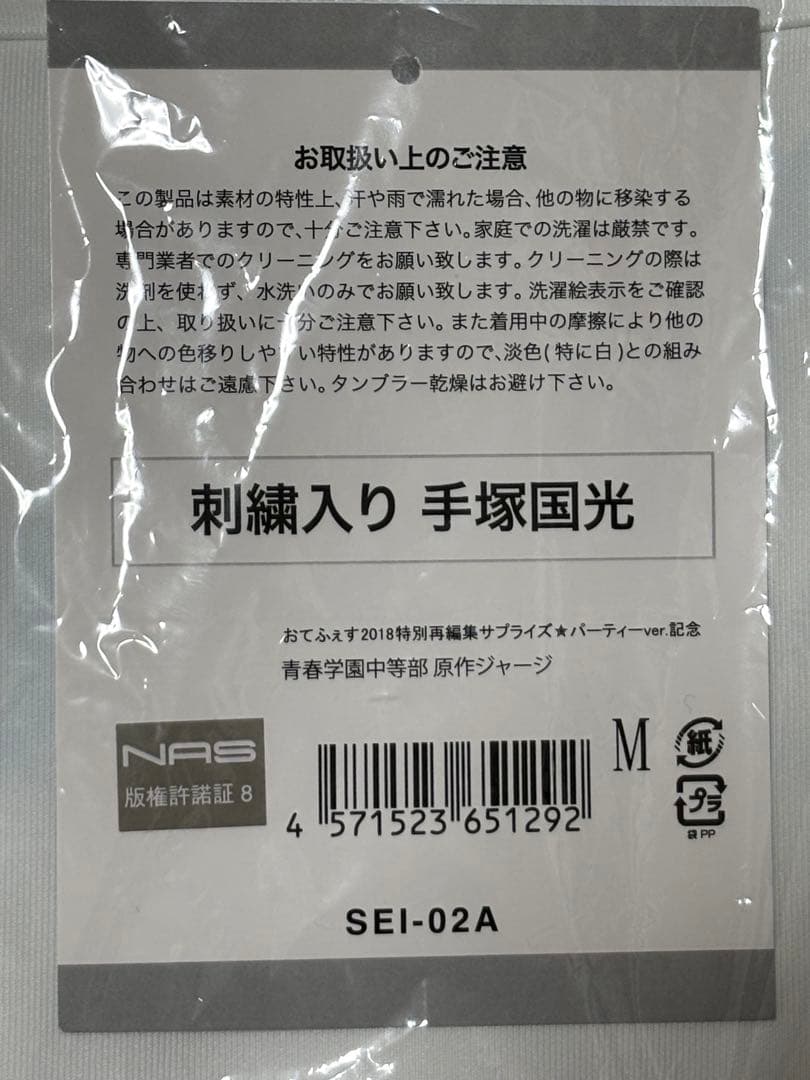 お取扱い上のご注意
この製品は素材の特性上、汗や雨で濡れた場合、他の物に移染する
場合がありますので、十分ご注意下さい。家庭での洗濯は厳禁です。
専門業者でのクリーニングをお願い致します。クリーニングの際は
洗剤を使わず、水洗いのみでお願い致します。洗濯絵表示をご確認
の上、取り扱いに十分ご注意下さい。また着用中の摩擦により他の
物への色移りしやすい特性がありますので、淡色(特に白)との組み
合わせはご遠慮下さい。タンブラー乾燥はお避け下さい。
刺繍入り 手塚国光
おてふぇす2018特別再編集サプライズ★パーティーver.記念
青春学園中等部 原作ジャージ
NAS
版権許諾証 8
4 571523 651292
M
紙
プラ
袋 PP
SEI-02A